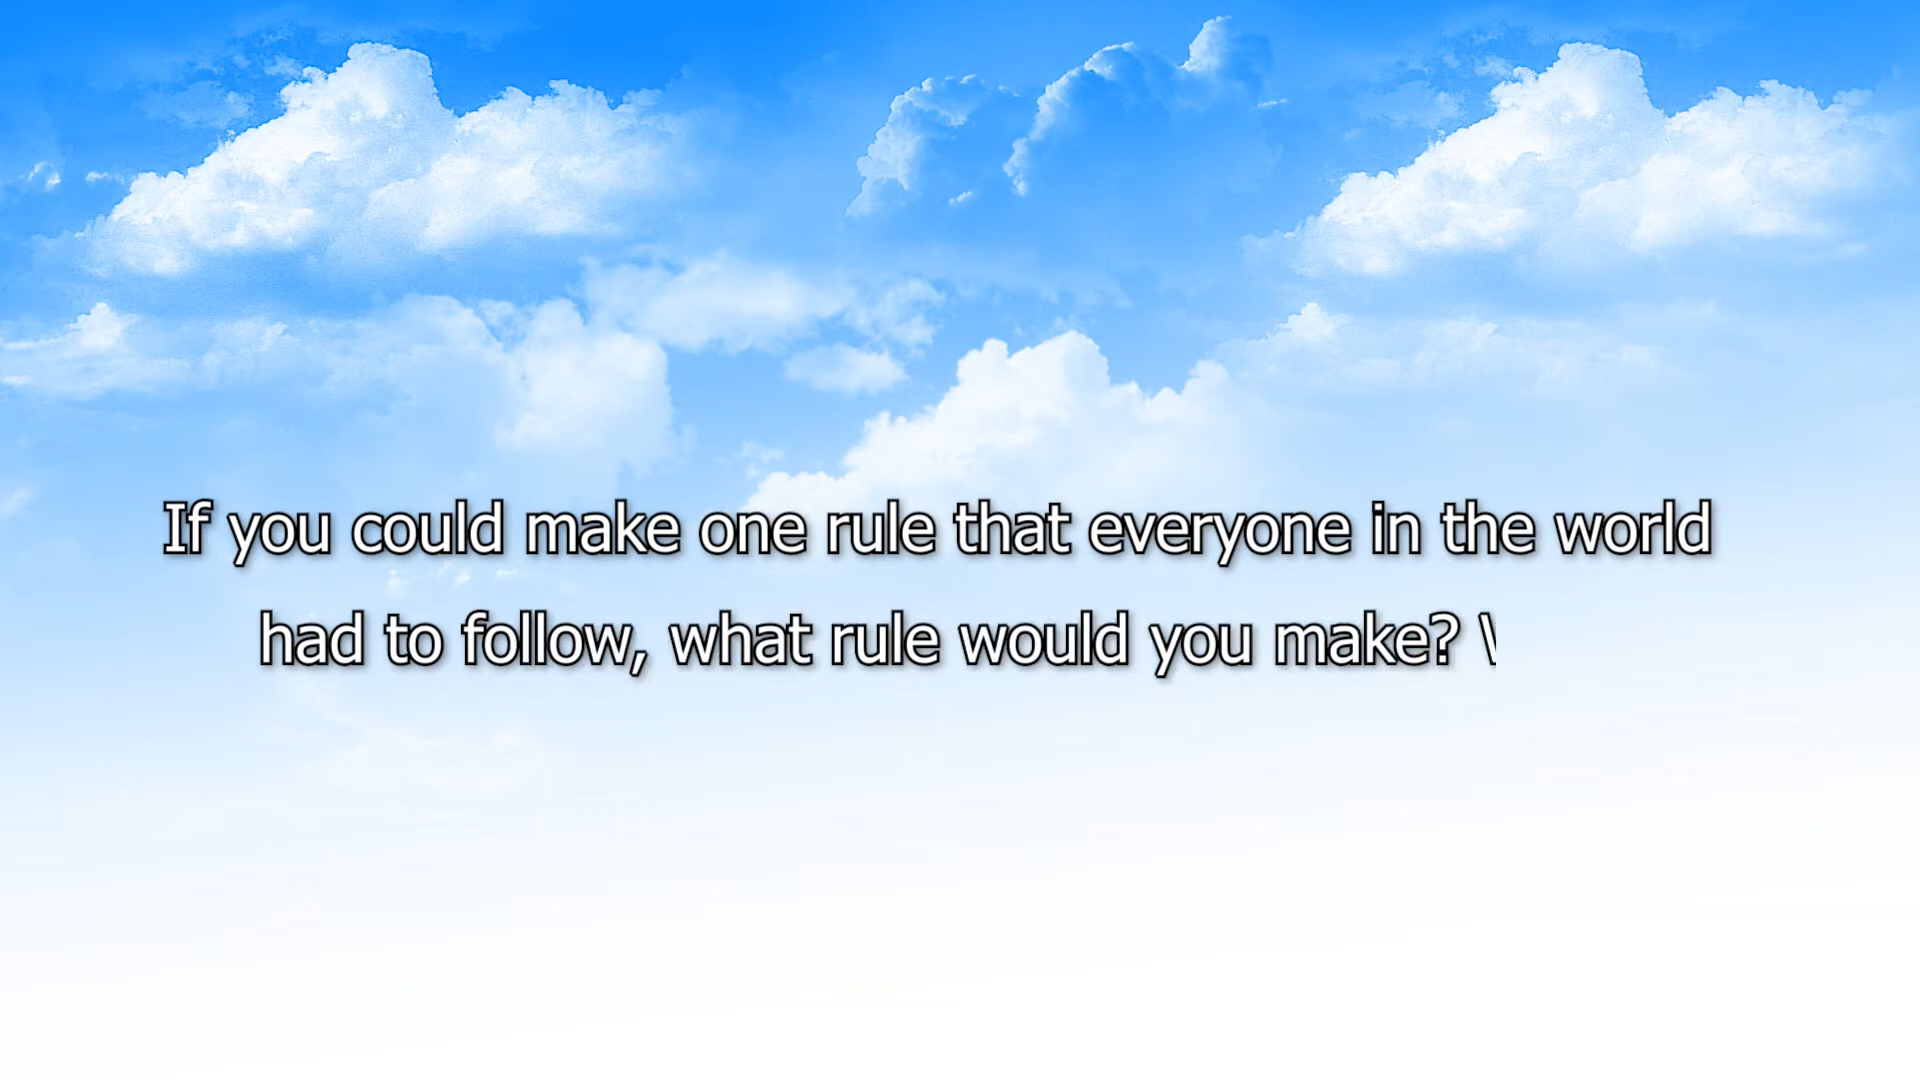 If you could make one rule that everyone in the world
had to follow, what rule would you make?